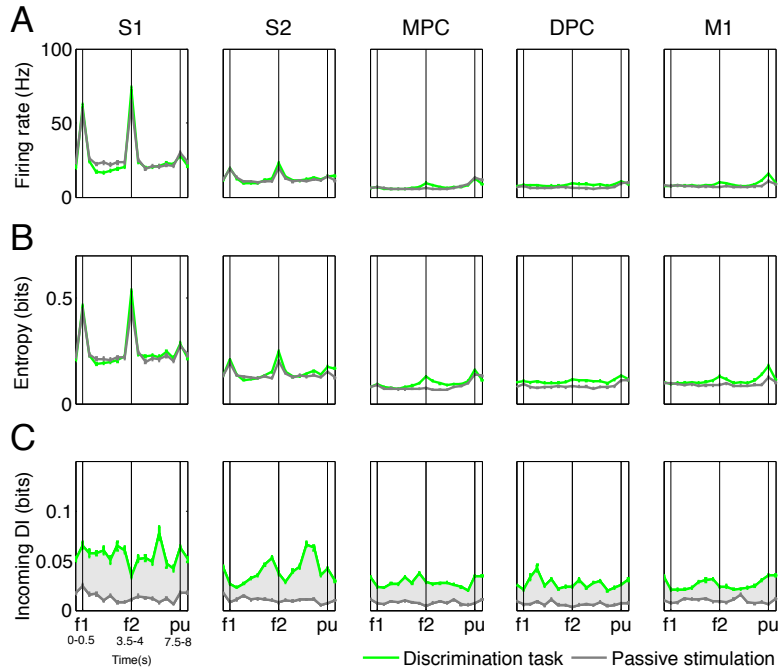 A
S1 S2 MPC DPC M1
Firing rate (Hz)
100
50
0
B
Entropy (bits)
0.5
0
C
Incoming DI (bits)
0.1
0.05
0
f1 f2 pu f1 f2 pu f1 f2 pu f1 f2 pu f1 f2 pu
0-0.5 3.5-4 7.5-8
Time(s)
Discrimination task Passive stimulation